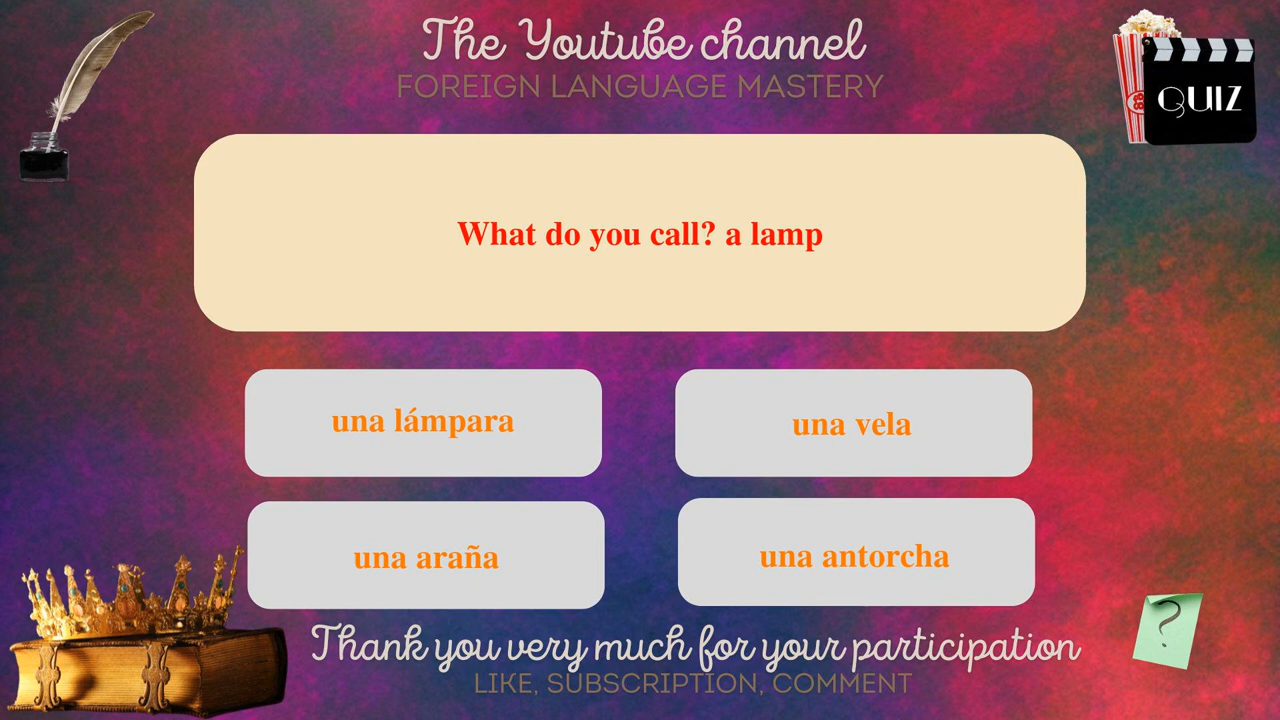 The Youtube channel
FOREIGN LANGUAGE MASTERY
QUIZ
What do you call? a lamp
una lámpara
una vela
una araña
una antorcha
Thank you very much for your participation
?
LIKE, SUBSCRIPTION, COMMENT